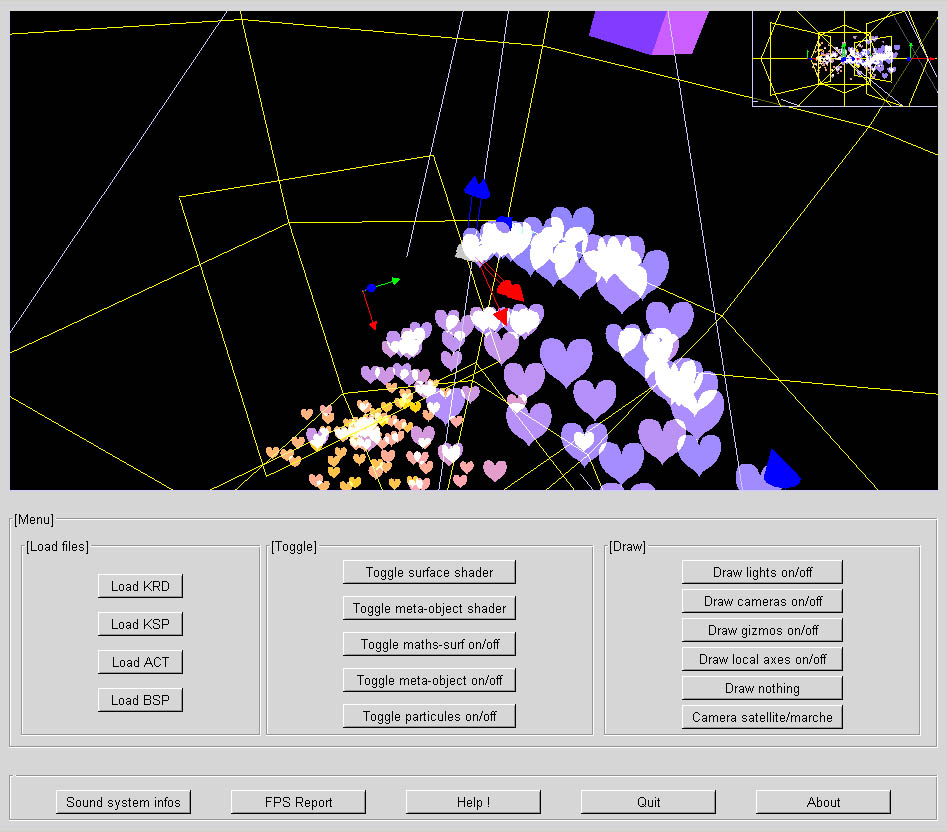 [Menu]
[Load files]
Load KRD
Load KSP
Load ACT
Load BSP
[Toggle]
Toggle surface shader
Toggle meta-object shader
Toggle maths-surf on/off
Toggle meta-object on/off
Toggle particules on/off
[Draw]
Draw lights on/off
Draw cameras on/off
Draw gizmos on/off
Draw local axes on/off
Draw nothing
Camera satellite/marche
Sound system infos
FPS Report
Help !
Quit
About